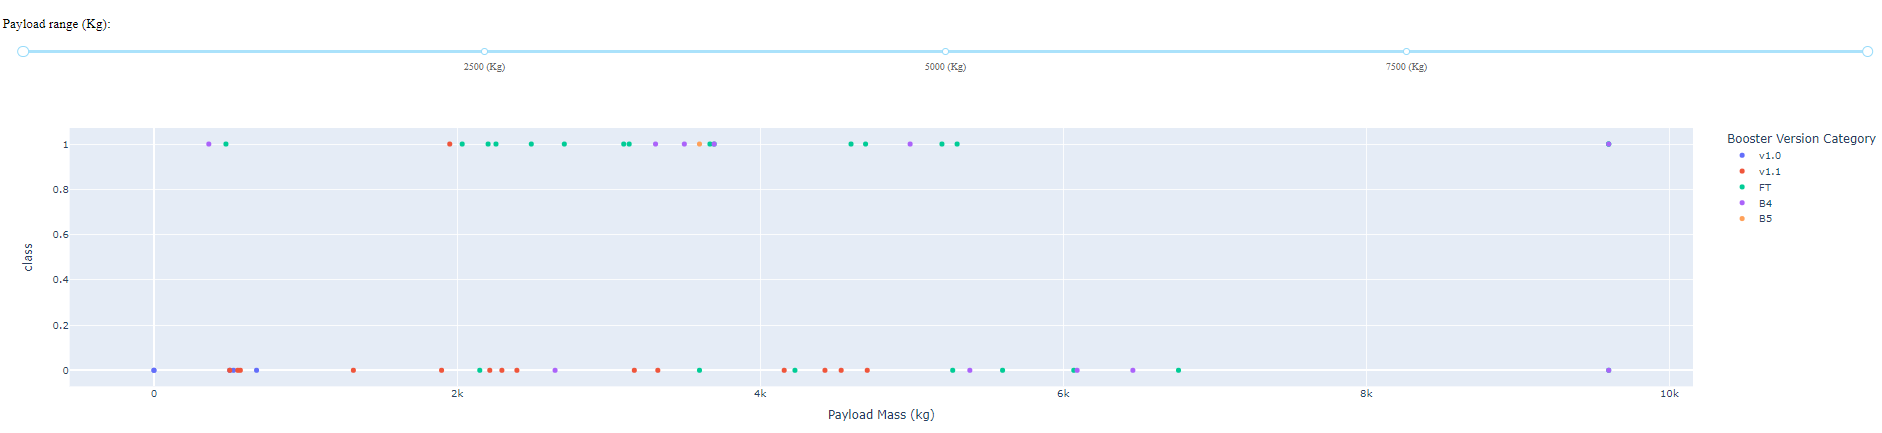 Payload range (Kg):
2500 (Kg) 5000 (Kg) 7500 (Kg)
Booster Version Category
v1.0
v1.1
FT
B4
B5
class
1
0.8
0.6
0.4
0.2
0
0 2k 4k 6k 8k 10k
Payload Mass (kg)